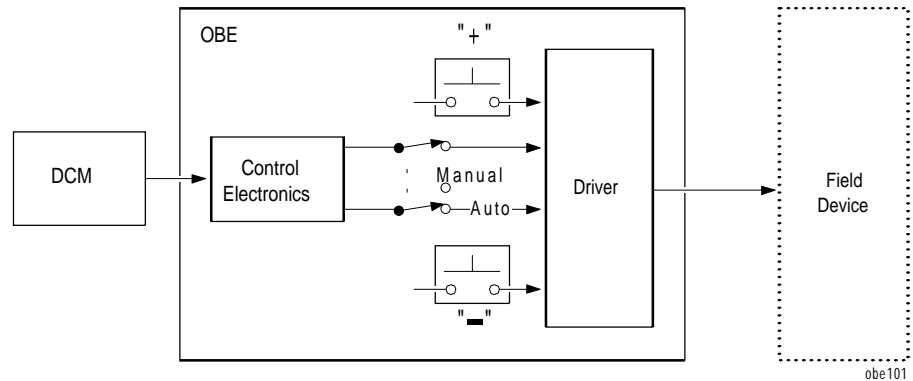 OBE
"+"
DCM
Control
Electronics
Manual
Auto
Driver
Field
Device
"-"
obe101